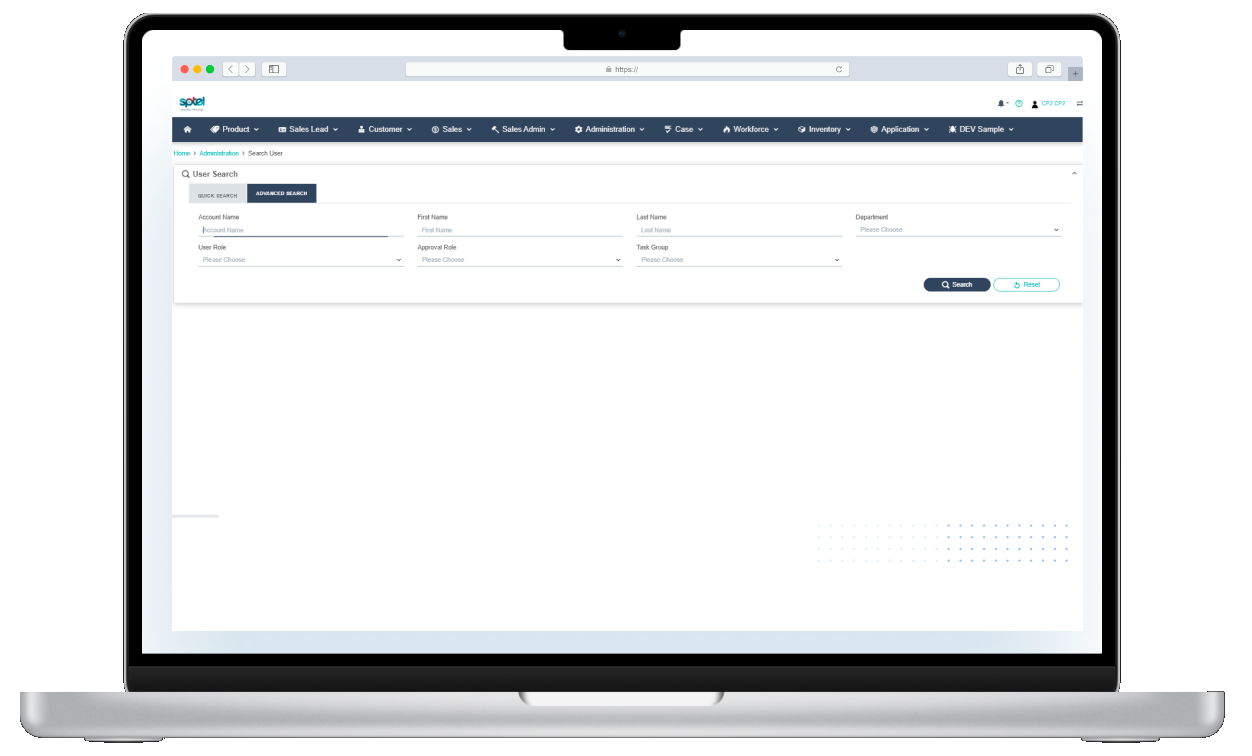 https://
sptel
CP2 CP2
Product Sales Lead Customer Sales Sales Admin Administration Case Workforce Inventory Application DEV Sample
Home > Administration > Search User
User Search
QUICK SEARCH ADVANCED SEARCH
Account Name First Name Last Name Department
Account Name First Name Last Name Please Choose
User Role Approval Role Task Group
Please Choose Please Choose Please Choose
Search Reset